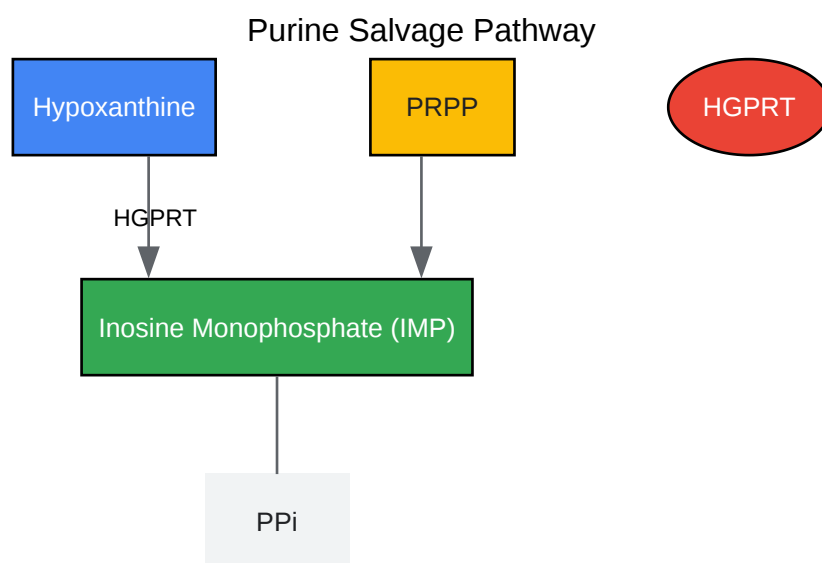 Purine Salvage Pathway
Hypoxanthine
PRPP
HGPRT
HGPRT
Inosine Monophosphate (IMP)
PPi